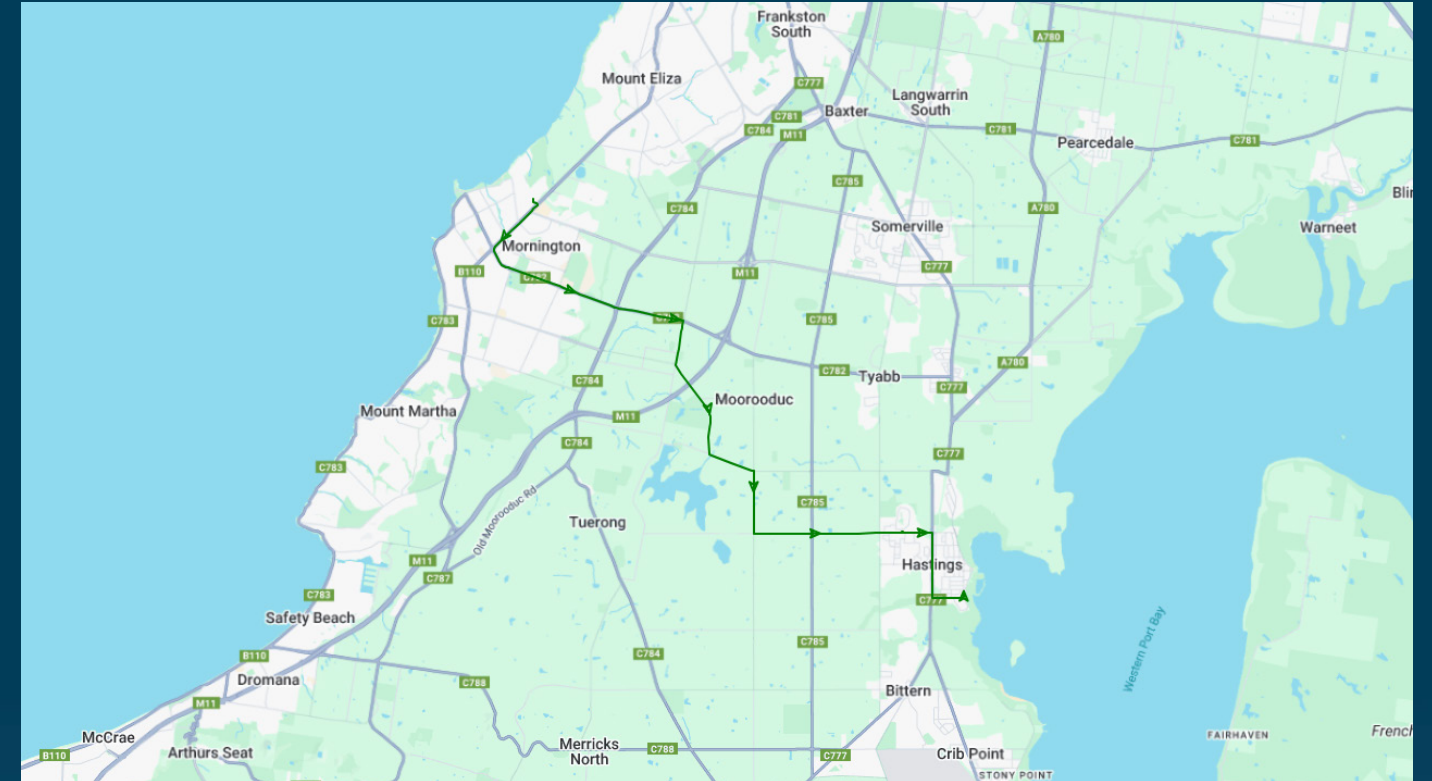 Frankston
South
A780
Mount Eliza
C777
Langwarrin
South
Baxter
C781
C784
M11
C781
Pearcedale
C781
C785
Blin
C784
A780
Somerville
Warneet
Mornington
B110
C777
M11
C783
C785
A780
C782
Tyabb
C784
C777
Moorooduc
Mount Martha
M11
C784
C777
C783
C785
Old Moorooduc Rd
Tuerong
M11
Hastings
C787
C783
C777
Safety Beach
Western Port Bay
C785
B110
C784
Dromana
C788
Bittern
M11
McCrae
Arthurs Seat
B110
Merricks
North
C788
C777
Crib Point
FAIRHAVEN
French
STONY POINT